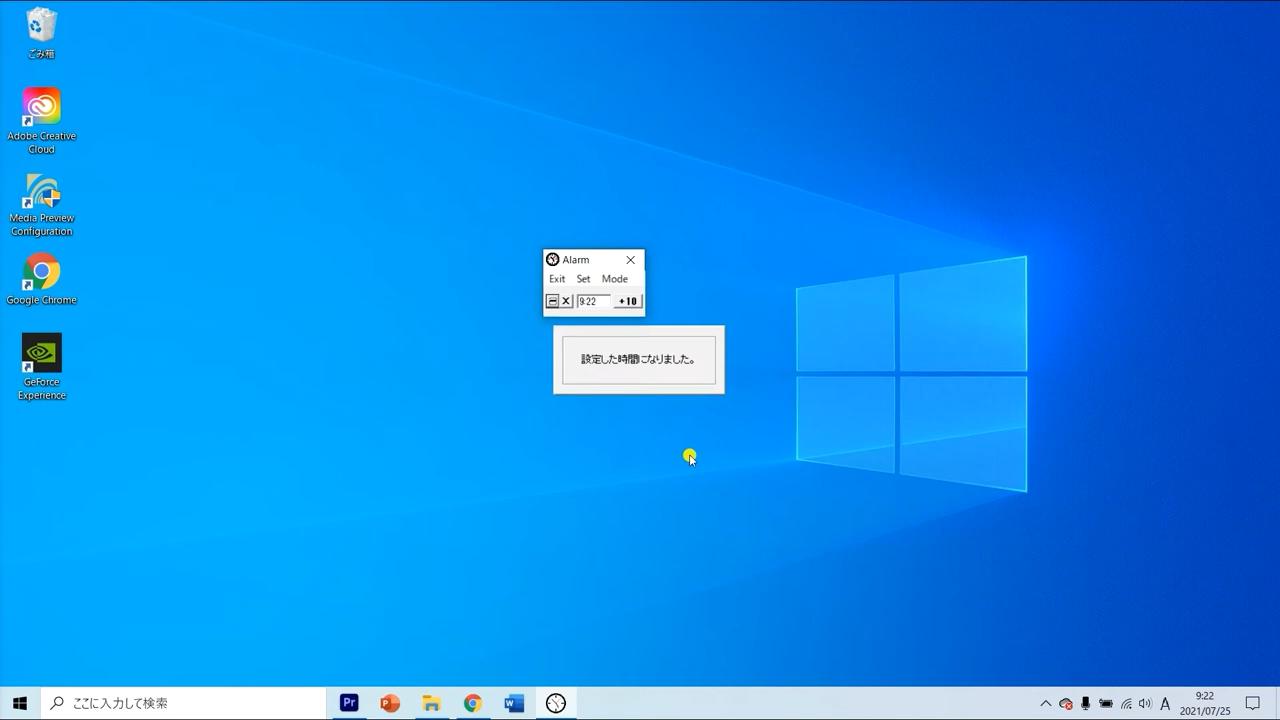 ごみ箱
Adobe Creative
Cloud
Media Preview
Configuration
Google Chrome
GeForce
Experience
Alarm
Exit Set Mode
X 9:22 +10
設定した時間になりました。
ここに入力して検索
Pr
P
W
A
9:22
2021/07/25